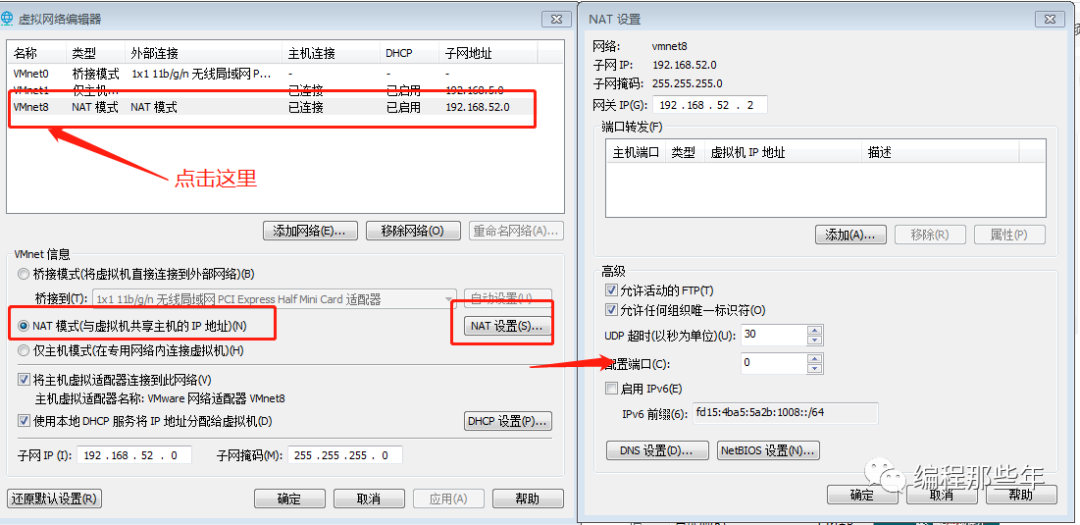 虚拟网络编辑器
名称 类型 外部连接 主机连接 DHCP 子网地址
VMnet0 桥接模式 1x1 11b/g/n 无线局域网 P... - - -
VMnet1 仅主机... - 已连接 已启用 192.168.5.0
VMnet8 NAT 模式 NAT 模式 已连接 已启用 192.168.52.0
点击这里
添加网络(E)... 移除网络(O) 重命名网络(A)...
VMnet 信息
桥接模式(将虚拟机直接连接到外部网络)(B)
桥接到(T): 1x1 11b/g/n 无线局域网 PCI Express Half Mini Card 适配器 自动设置(U)...
NAT 模式(与虚拟机共享主机的 IP 地址)(N) NAT 设置(S)...
仅主机模式(在专用网络内连接虚拟机)(H)
将主机虚拟适配器连接到此网络(V)
主机虚拟适配器名称: VMware 网络适配器 VMnet8
使用本地 DHCP 服务将 IP 地址分配给虚拟机(D) DHCP 设置(P)...
子网 IP (I): 192 .168 . 52 . 0 子网掩码(M): 255 .255 .255 . 0
还原默认设置(R) 确定 取消 应用(A) 帮助
NAT 设置
网络: vmnet8
子网 IP: 192.168.52.0
子网掩码: 255.255.255.0
网关 IP(G): 192 .168 . 52 . 2
端口转发(F)
主机端口 类型 虚拟机 IP 地址 描述
添加(A)... 移除(R) 属性(P)
高级
允许活动的 FTP(T)
允许任何组织唯一标识符(O)
UDP 超时(以秒为单位)(U): 30
配置端口(C): 0
启用 IPv6(E)
IPv6 前缀(6): fd15:4ba5:5a2b:1008::/64
DNS 设置(D)... NetBIOS 设置(N)...
编程那些年
确定 取消 帮助